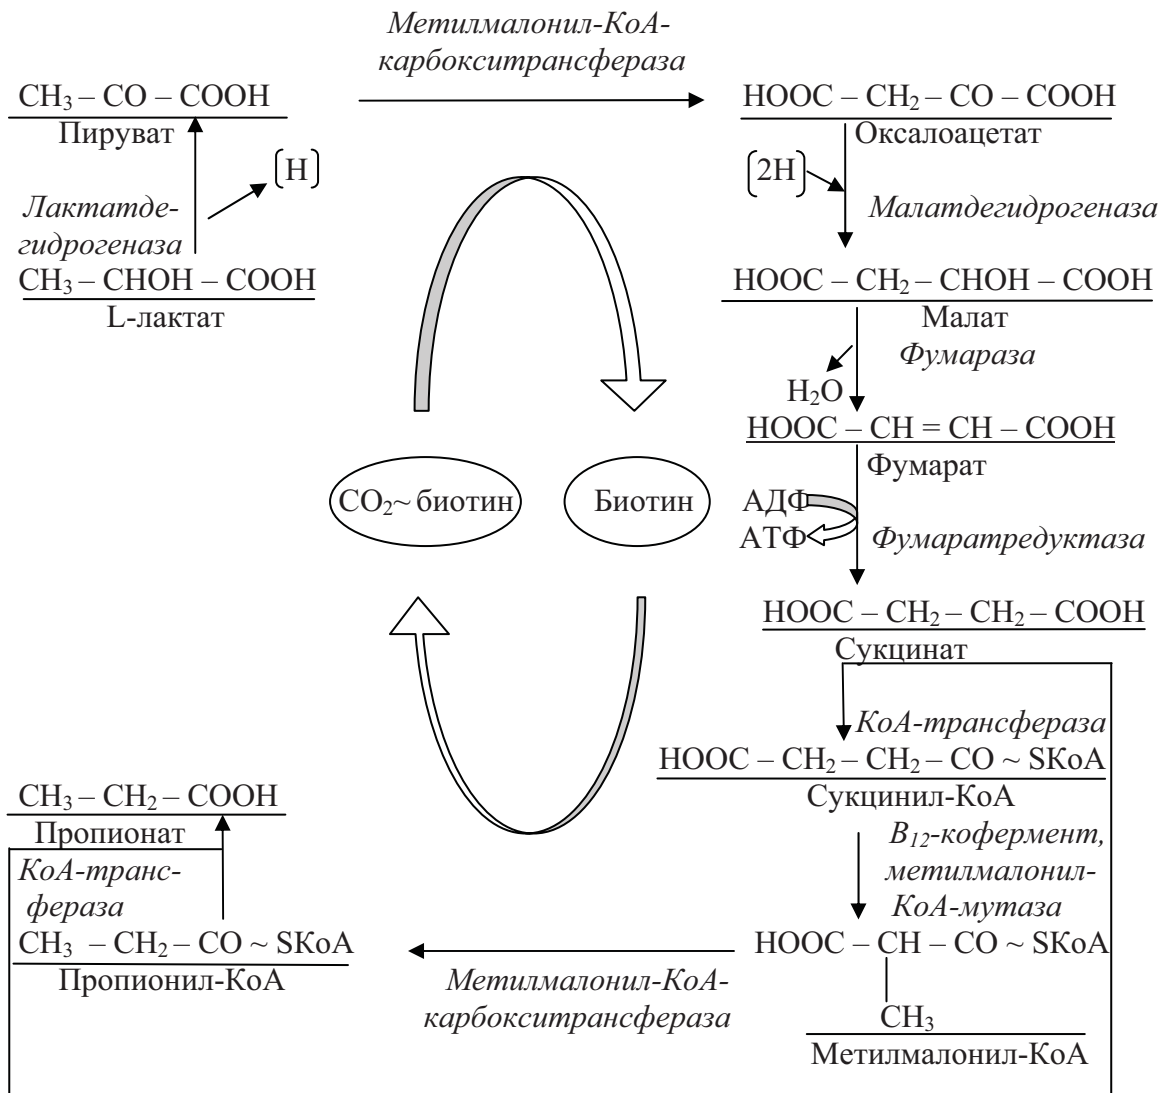 Метилмалонил-КоА-
карбокситрансфераза
CH₃ – CO – COOH
Пируват
HOOC – CH₂ – CO – COOH
Оксалоацетат
[H]
[2H]
Лактатде-
гидрогеназа
Малатдегидрогеназа
CH₃ – CHOH – COOH
L-лактат
HOOC – CH₂ – CHOH – COOH
Малат
Фумараза
H₂O
HOOC – CH = CH – COOH
Фумарат
CO₂~ биотин
Биотин
АДФ
АТФ
Фумаратредуктаза
HOOC – CH₂ – CH₂ – COOH
Сукцинат
КоА-трансфераза
HOOC – CH₂ – CH₂ – CO ~ SКоА
Сукцинил-КоА
CH₃ – CH₂ – COOH
Пропионат
КоА-транс-
фераза
B₁₂-кофермент,
метилмалонил-
КоА-мутаза
CH₃ – CH₂ – CO ~ SКоА
Пропионил-КоА
HOOC – CH – CO ~ SКоА
Метилмалонил-КоА-
карбокситрансфераза
CH₃
Метилмалонил-КоА